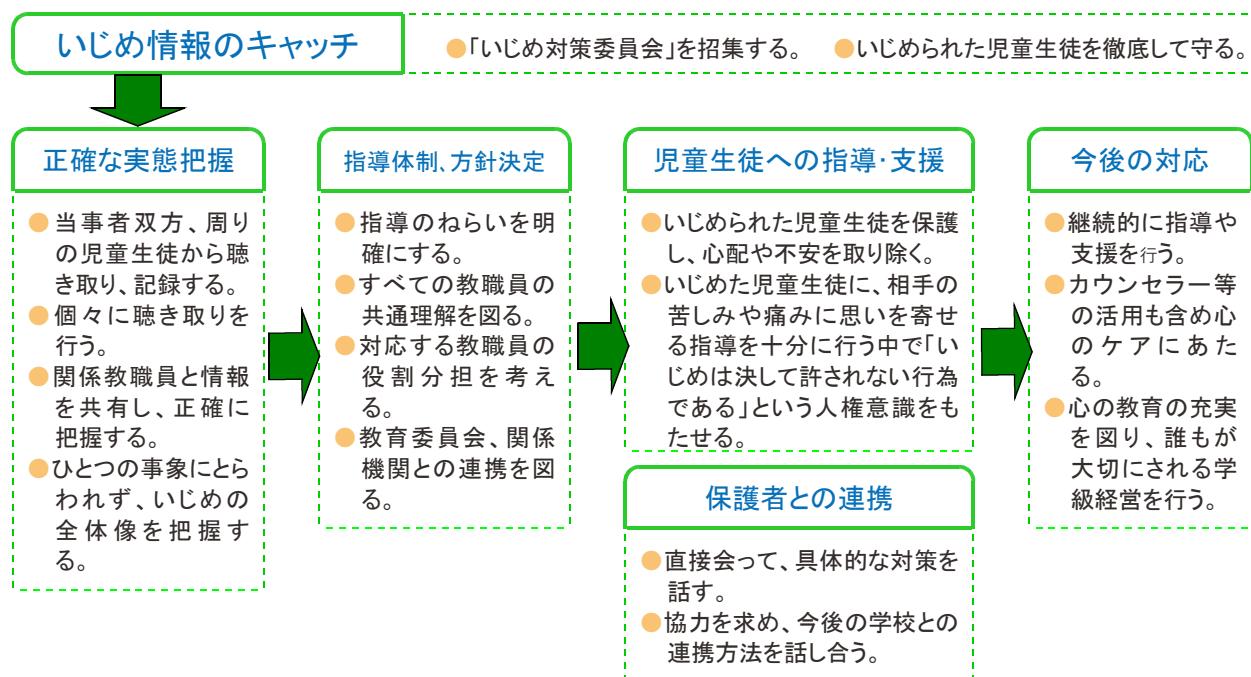 いじめ情報のキャッチ
●「いじめ対策委員会」を招集する。 ●いじめられた児童生徒を徹底して守る。
正確な実態把握
●当事者双方、周り
の児童生徒から聴
き取り、記録する。
●個々に聴き取りを
行う。
●関係教職員と情報
を共有し、正確に
把握する。
●ひとつの事象にとら
われず、いじめの
全体像を把握す
る。
指導体制、方針決定
●指導のねらいを明
確にする。
●すべての教職員の
共通理解を図る。
●対応する教職員の
役割分担を考え
る。
●教育委員会、関係
機関との連携を図
る。
児童生徒への指導・支援
●いじめられた児童生徒を保護
し、心配や不安を取り除く。
●いじめた児童生徒に、相手の
苦しみや痛みに思いを寄せ
る指導を十分に行う中で「い
じめは決して許されない行為
である」という人権意識をも
たせる。
保護者との連携
●直接会って、具体的な対策を
話す。
●協力を求め、今後の学校との
連携方法を話し合う。
今後の対応
●継続的に指導や
支援を行う。
●カウンセラー等
の活用も含め心
のケアにあた
る。
●心の教育の充実
を図り、誰もが
大切にされる学
級経営を行う。